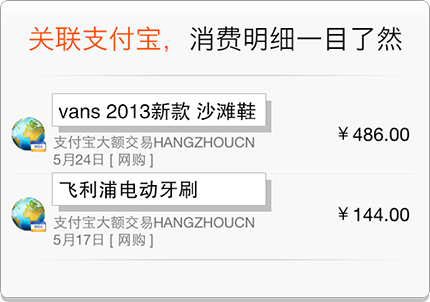 关联支付宝，消费明细一目了然
vans 2013新款 沙滩鞋
支付宝大额交易HANGZHOUCN
￥486.00
5月24日 [ 网购 ]
飞利浦电动牙刷
支付宝大额交易HANGZHOUCN
￥144.00
5月17日 [ 网购 ]